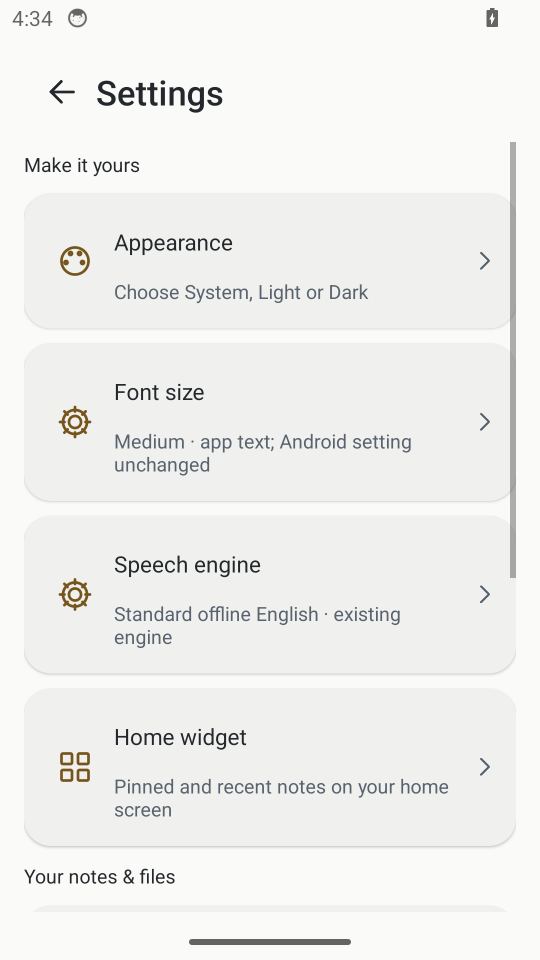 4:34
Settings
Make it yours
Appearance
Choose System, Light or Dark
Font size
Medium · app text; Android setting
unchanged
Speech engine
Standard offline English · existing
engine
Home widget
Pinned and recent notes on your home
screen
Your notes & files